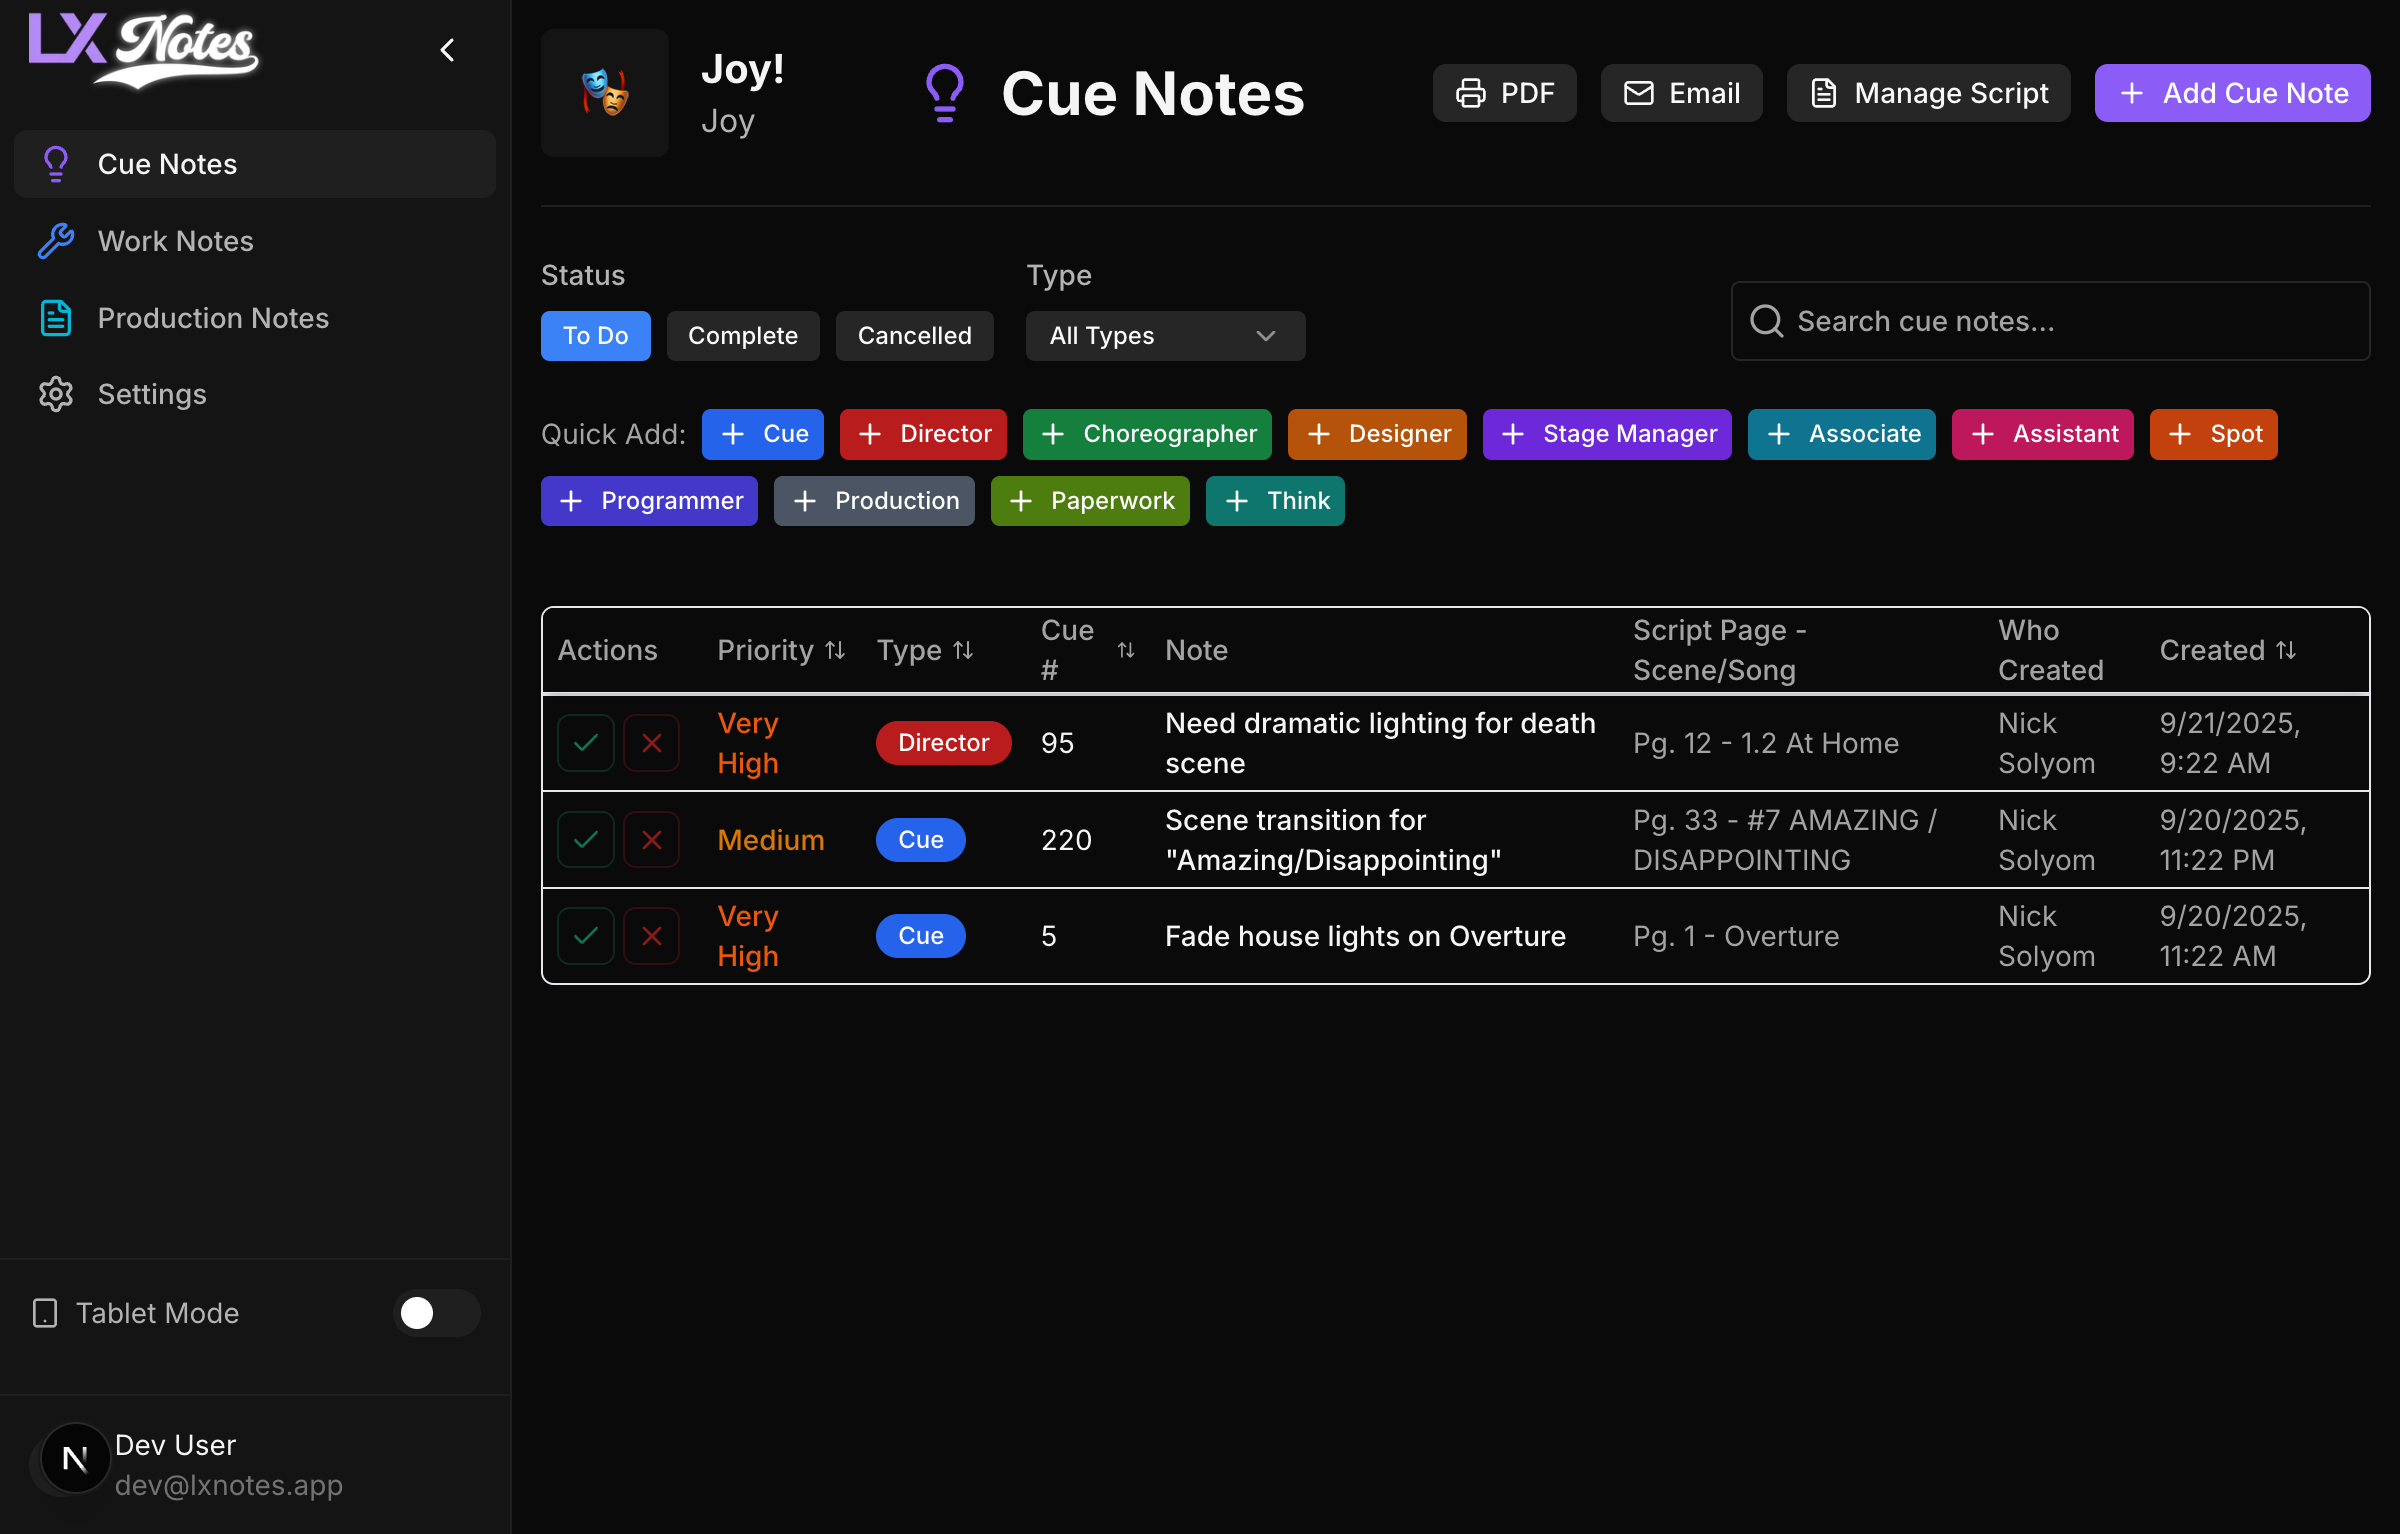 LX Notes
Cue Notes
Work Notes
Production Notes
Settings
Tablet Mode
N
Dev User
dev@lxnotes.app
Joy!
Joy
Cue Notes
PDF
Email
Manage Script
+ Add Cue Note
Status
Type
To Do
Complete
Cancelled
All Types
Search cue notes...
Quick Add:
+ Cue
+ Director
+ Choreographer
+ Designer
+ Stage Manager
+ Associate
+ Assistant
+ Spot
+ Programmer
+ Production
+ Paperwork
+ Think
Actions
Priority ↑↓
Type ↑↓
Cue
# ↑↓
Note
Script Page -
Scene/Song
Who
Created
Created ↑↓
Very
High
Director
95
Need dramatic lighting for death
scene
Pg. 12 - 1.2 At Home
Nick
Solyom
9/21/2025,
9:22 AM
Medium
Cue
220
Scene transition for
"Amazing/Disappointing"
Pg. 33 - #7 AMAZING /
DISAPPOINTING
Nick
Solyom
9/20/2025,
11:22 PM
Very
High
Cue
5
Fade house lights on Overture
Pg. 1 - Overture
Nick
Solyom
9/20/2025,
11:22 AM